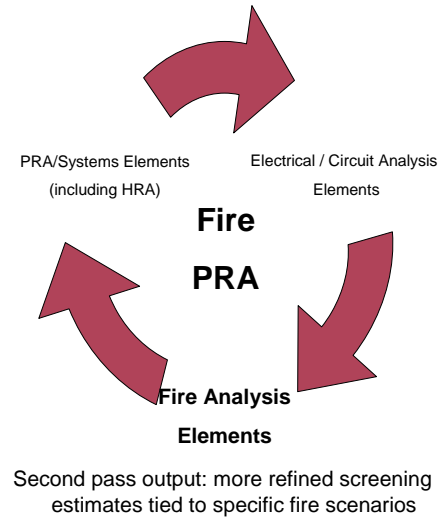 PRA/Systems Elements
(including HRA)
Electrical / Circuit Analysis
Elements
Fire
PRA
Fire Analysis
Elements
Second pass output: more refined screening
estimates tied to specific fire scenarios